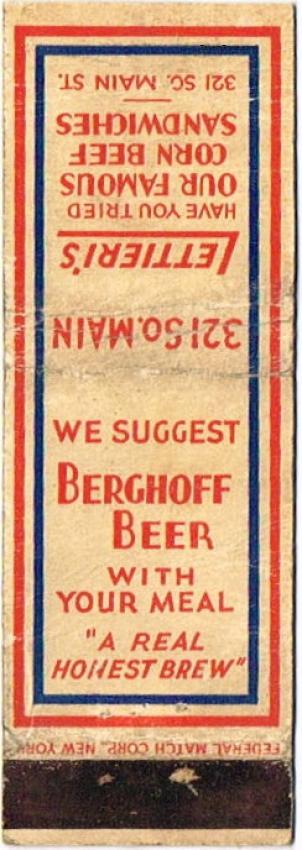 LETTIERI'S
HAVE YOU TRIED
OUR FAMOUS
CORN BEEF
SANDWICHES
321 SO. MAIN ST.
321 SO. MAIN
WE SUGGEST
BERGHOFF
BEER
WITH
YOUR MEAL
"A REAL
HONEST BREW"
FEDERAL MATCH CORP., NEW YORK